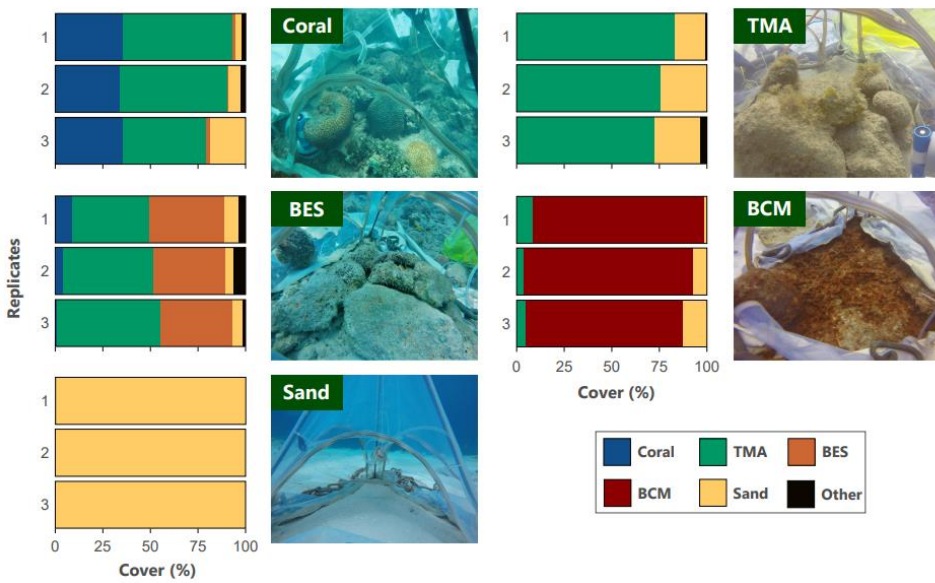 Coral
1
2
3
TMA
1
2
3
Replicates
BES
1
2
3
BCM
1
2
3
0 25 50 75 100
Cover (%)
Sand
1
2
3
0 25 50 75 100
Cover (%)
Coral TMA BES
BCM Sand Other